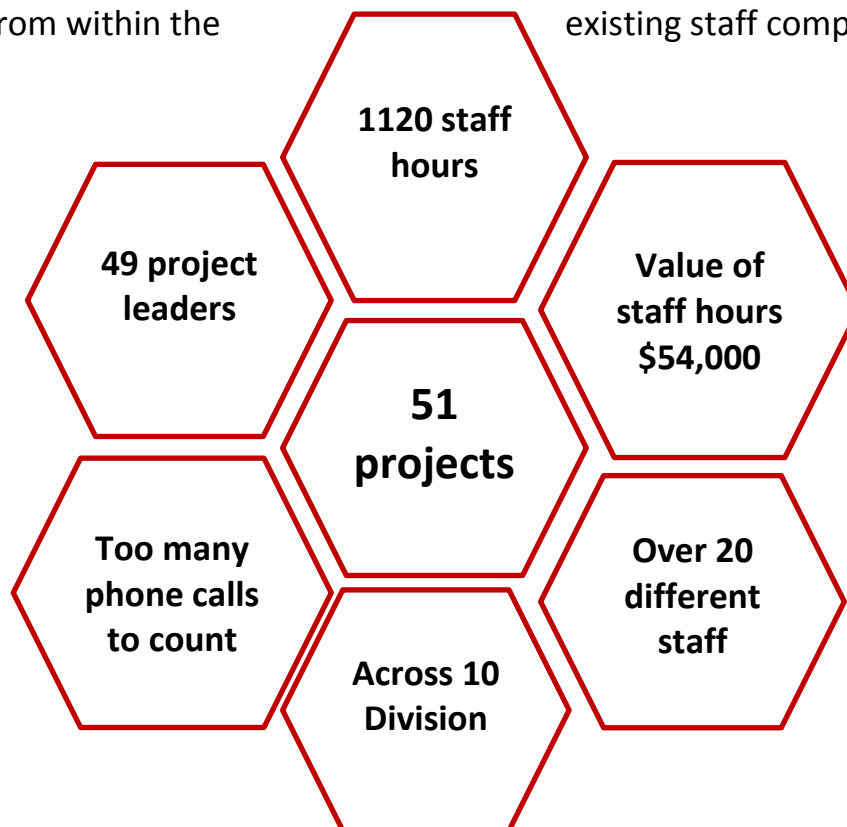 from within the existing staff comp
1120 staff
hours
49 project
leaders
Value of
staff hours
$54,000
51
projects
Too many
phone calls
to count
Over 20
different
staff
Across 10
Division